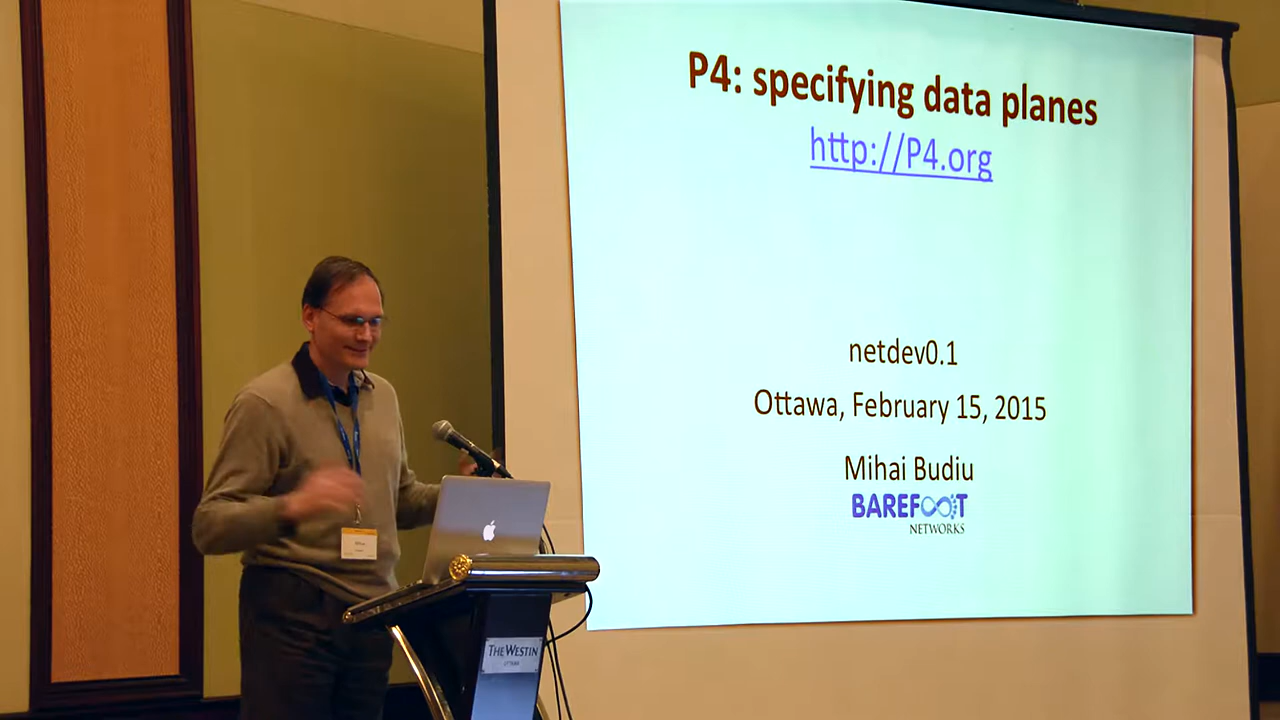 P4: specifying data planes
http://P4.org
netdev0.1
Ottawa, February 15, 2015
Mihai Budiu
BAREFOOT
NETWORKS
THE WESTIN
OTTAWA